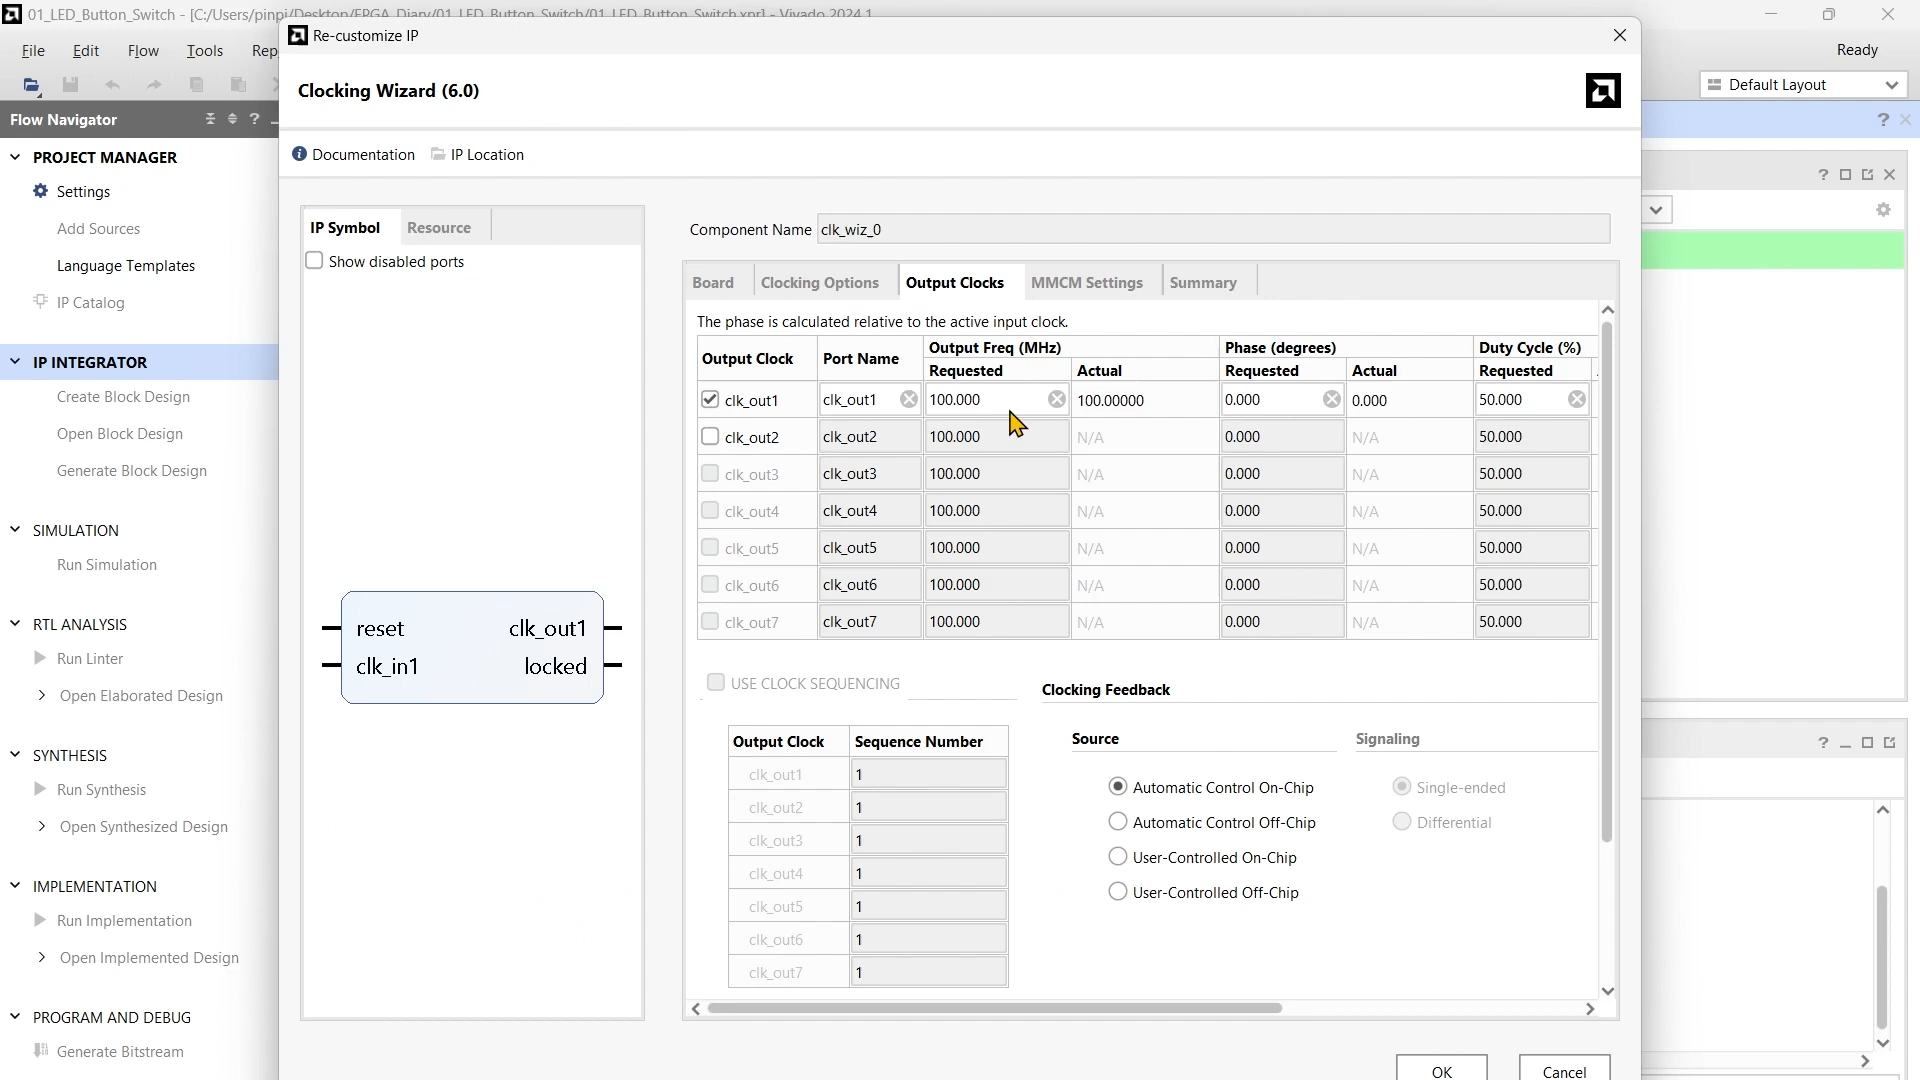 01_LED_Button_Switch - [C:/Users/pinpi/Desktop/FPGA_Diary/01_LED_Button_Switch/01_LED_Button_Switch.xpr] - Vivado 2024.1
Re-customize IP
File Edit Flow Tools Rep
Ready
Clocking Wizard (6.0)
Default Layout
Flow Navigator
Documentation IP Location
PROJECT MANAGER
Settings
Add Sources
Language Templates
IP Catalog
IP INTEGRATOR
Create Block Design
Open Block Design
Generate Block Design
SIMULATION
Run Simulation
RTL ANALYSIS
Run Linter
Open Elaborated Design
SYNTHESIS
Run Synthesis
Open Synthesized Design
IMPLEMENTATION
Run Implementation
Open Implemented Design
PROGRAM AND DEBUG
Generate Bitstream
IP Symbol Resource
Show disabled ports
reset clk_out1
clk_in1 locked
Component Name clk_wiz_0
Board Clocking Options Output Clocks MMCM Settings Summary
The phase is calculated relative to the active input clock.
Output Clock Port Name Output Freq (MHz) Phase (degrees) Duty Cycle (%)
Requested Actual Requested Actual Requested
clk_out1 clk_out1 100.000 100.00000 0.000 0.000 50.000
clk_out2 clk_out2 100.000 N/A 0.000 N/A 50.000
clk_out3 clk_out3 100.000 N/A 0.000 N/A 50.000
clk_out4 clk_out4 100.000 N/A 0.000 N/A 50.000
clk_out5 clk_out5 100.000 N/A 0.000 N/A 50.000
clk_out6 clk_out6 100.000 N/A 0.000 N/A 50.000
clk_out7 clk_out7 100.000 N/A 0.000 N/A 50.000
USE CLOCK SEQUENCING
Output Clock Sequence Number
clk_out1 1
clk_out2 1
clk_out3 1
clk_out4 1
clk_out5 1
clk_out6 1
clk_out7 1
Clocking Feedback
Source Signaling
Automatic Control On-Chip Single-ended
Automatic Control Off-Chip Differential
User-Controlled On-Chip
User-Controlled Off-Chip
OK Cancel